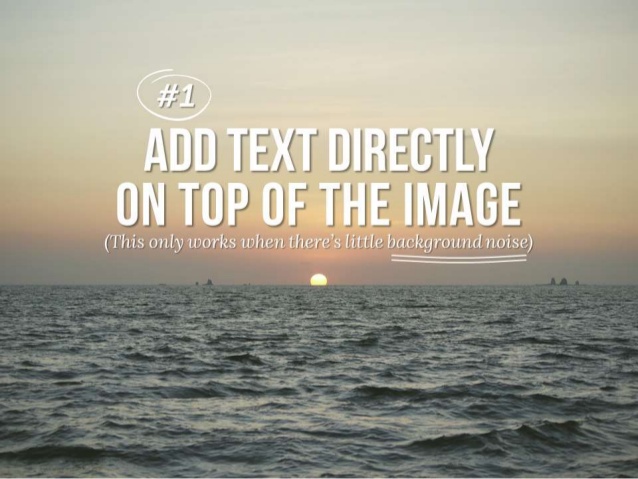 #1
ADD TEXT DIRECTLY
ON TOP OF THE IMAGE
(This only works when there's little background noise)